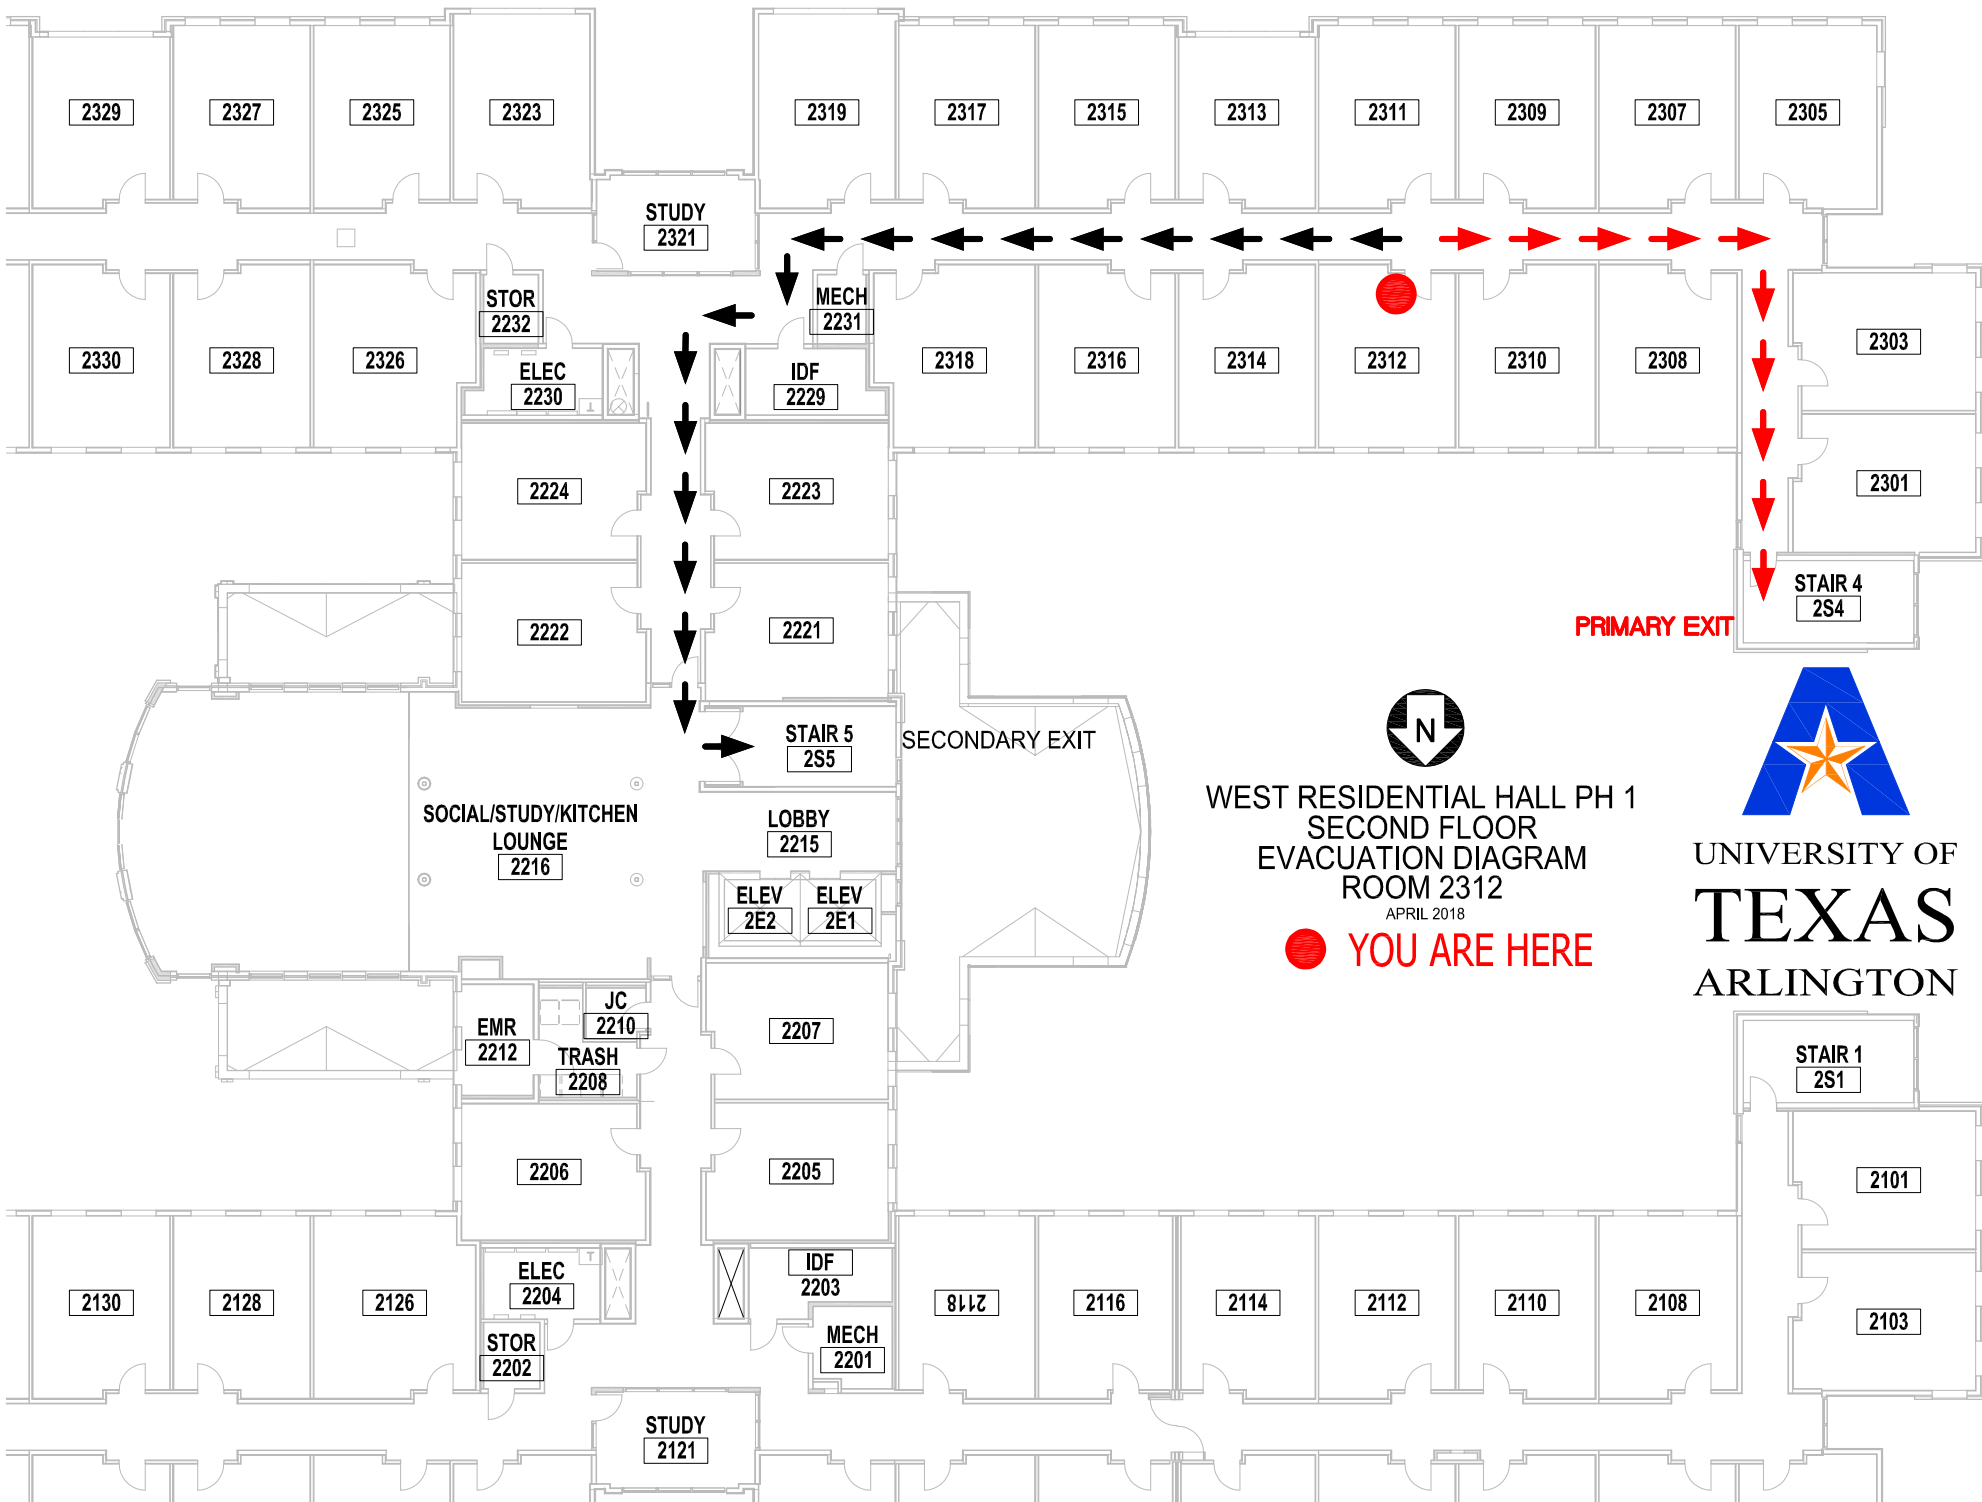 2329
2327
2325
2323
2319
2317
2315
2313
2311
2309
2307
2305
STUDY
2321
STOR
2232
MECH
2231
2330
2328
2326
ELEC
2230
IDF
2229
2318
2316
2314
2312
2310
2308
2303
2224
2223
2301
2222
2221
STAIR 4
2S4
PRIMARY EXIT
STAIR 5
2S5
SECONDARY EXIT
N
SOCIAL/STUDY/KITCHEN
LOUNGE
2216
LOBBY
2215
ELEV
2E2
ELEV
2E1
WEST RESIDENTIAL HALL PH 1
SECOND FLOOR
EVACUATION DIAGRAM
ROOM 2312
APRIL 2018
YOU ARE HERE
UNIVERSITY OF
TEXAS
ARLINGTON
JC
2210
EMR
2212
TRASH
2208
2207
STAIR 1
2S1
2206
2205
2101
ELEC
2204
T
IDF
2203
2130
2128
2126
2118
2116
2114
2112
2110
2108
2103
STOR
2202
MECH
2201
STUDY
2121